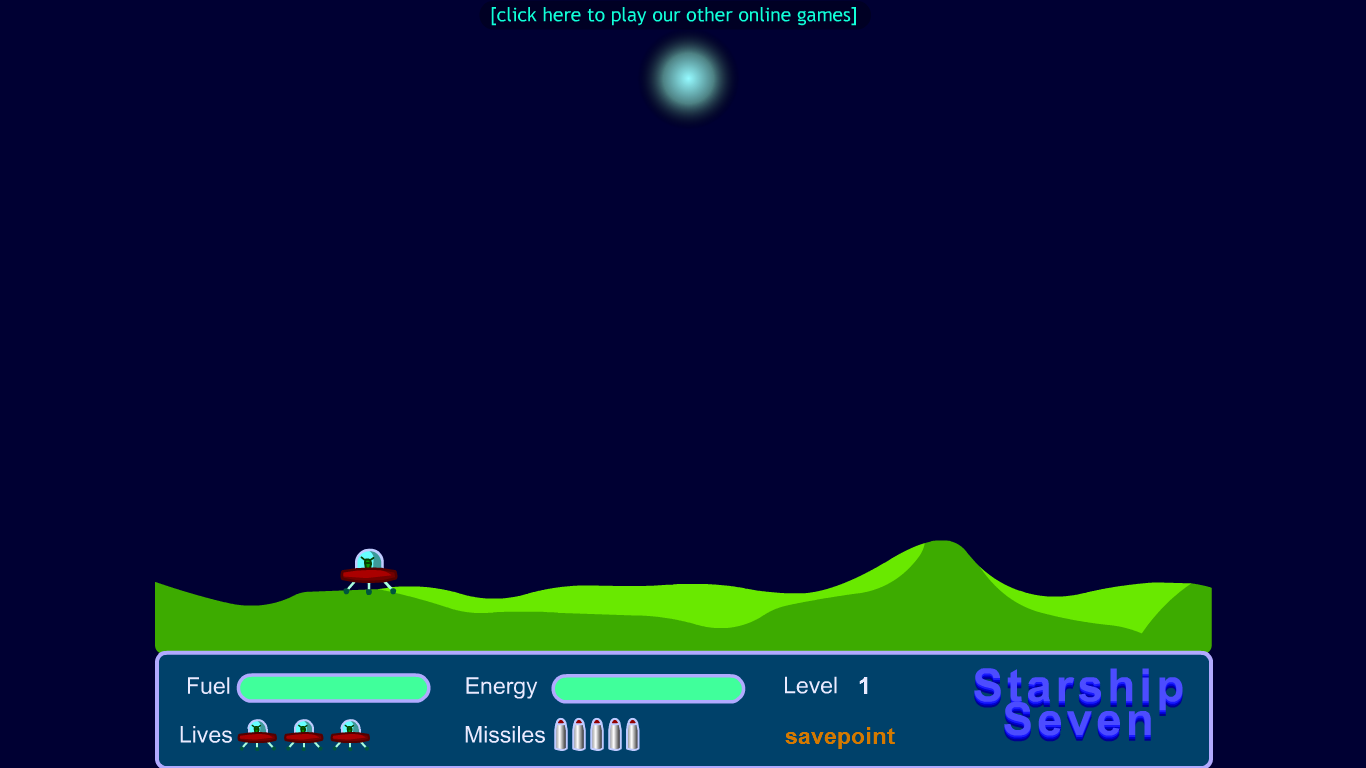 [click here to play our other online games]
Fuel
Energy
Level 1
Starship
Seven
Lives
Missiles
savepoint